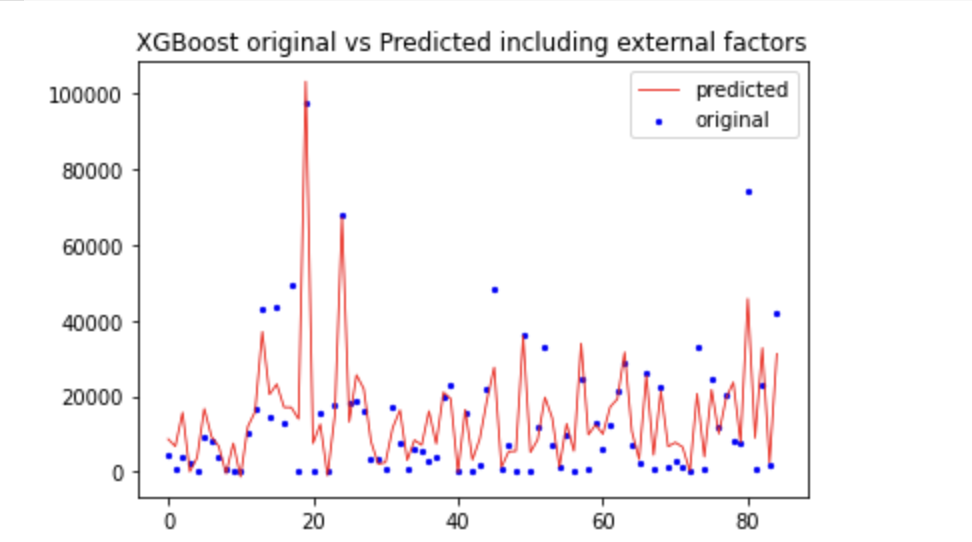 XGBoost original vs Predicted including external factors
predicted
original
100000
80000
60000
40000
20000
0
0 20 40 60 80